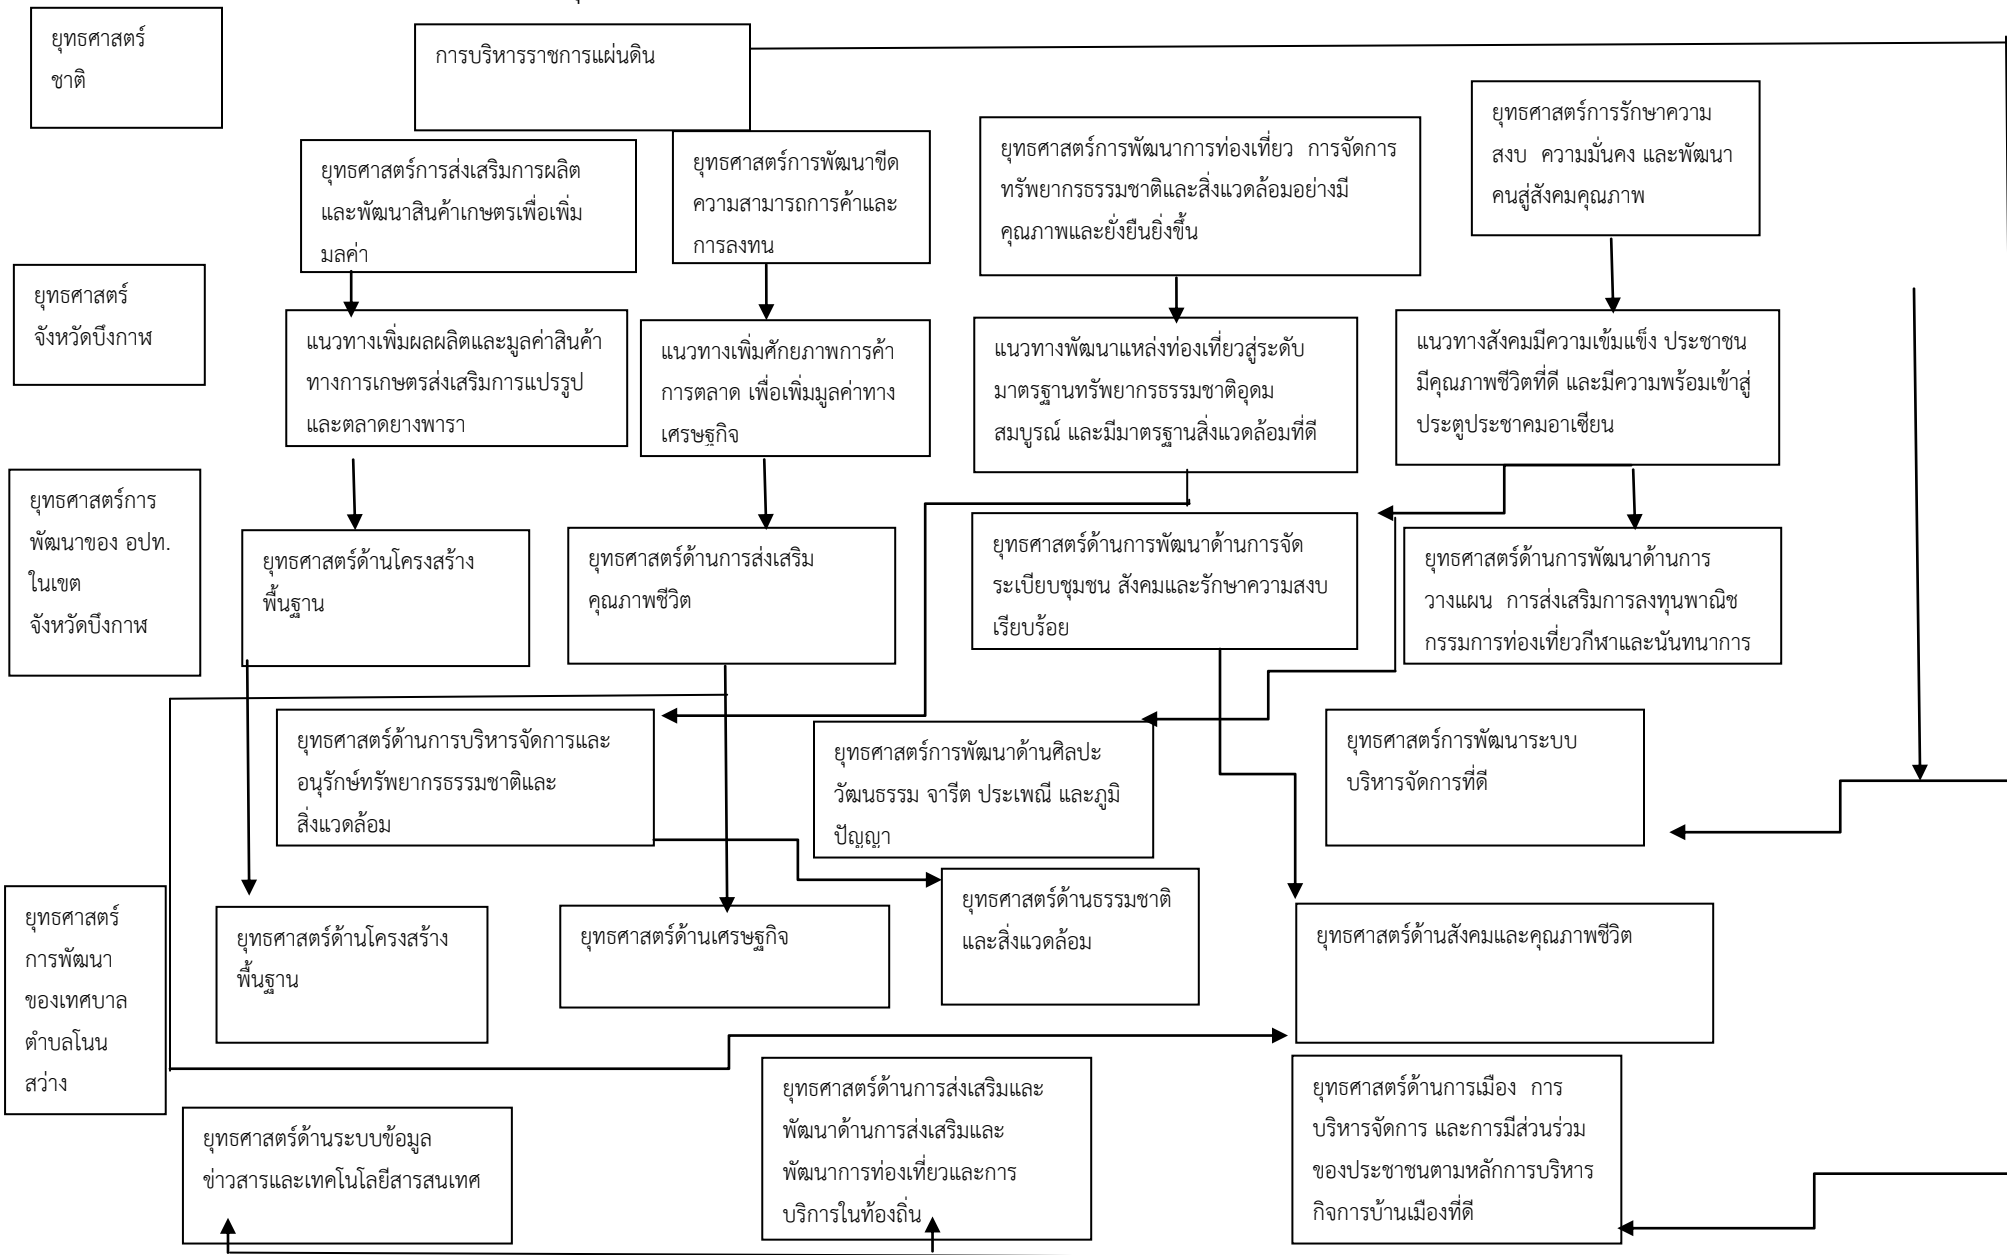 ยุทธศาสตร์
ชาติ
การบริหารราชการแผ่นดิน
ยุทธศาสตร์การส่งเสริมการผลิต
และพัฒนาสินค้าเกษตรเพื่อเพิ่ม
มลค่า
ยุทธศาสตร์การพัฒนาขีด
ความสามารถการค้าและ
การลงทน
ยุทธศาสตร์การพัฒนาการท่องเที่ยว การจัดการ
ทรัพยากรธรรมชาติและสิ่งแวดล้อมอย่างมี
คุณภาพและยั่งยืนยิ่งขึ้น
ยุทธศาสตร์การรักษาความ
สงบ ความมั่นคง และพัฒนา
คนสู่สังคมคุณภาพ
ยุทธศาสตร์
จังหวัดบึงกาฬ
แนวทางเพิ่มผลผลิตและมูลค่าสินค้า
ทางการเกษตรส่งเสริมการแปรรูป
และตลาดยางพารา
แนวทางเพิ่มศักยภาพการค้า
การตลาด เพื่อเพิ่มมูลค่าทาง
เศรษฐกิจ
แนวทางพัฒนาแหล่งท่องเที่ยวสู่ระดับ
มาตรฐานทรัพยากรธรรมชาติอุดม
สมบูรณ์ และมีมาตรฐานสิ่งแวดล้อมที่ดี
แนวทางสังคมมีความเข้มแข็ง ประชาชน
มีคุณภาพชีวิตที่ดี และมีความพร้อมเข้าสู่
ประตูประชาคมอาเซียน
ยุทธศาสตร์การ
พัฒนาของ อปท.
ในเขต
จังหวัดบึงกาฬ
ยุทธศาสตร์ด้านโครงสร้าง
พื้นฐาน
ยุทธศาสตร์ด้านการส่งเสริม
คุณภาพชีวิต
ยุทธศาสตร์ด้านการพัฒนาด้านการจัด
ระเบียบชุมชน สังคมและรักษาความสงบ
เรียบร้อย
ยุทธศาสตร์ด้านการพัฒนาด้านการ
วางแผน การส่งเสริมการลงทุนพาณิช
กรรมการท่องเที่ยวกีฬาและนันทนาการ
ยุทธศาสตร์ด้านการบริหารจัดการและ
อนุรักษ์ทรัพยากรธรรมชาติและ
สิ่งแวดล้อม
ยุทธศาสตร์การพัฒนาด้านศิลปะ
วัฒนธรรม จารีต ประเพณี และภูมิ
ปัญญา
ยุทธศาสตร์การพัฒนาระบบ
บริหารจัดการที่ดี
ยุทธศาสตร์
การพัฒนา
ของเทศบาล
ตำบลโนน
สว่าง
ยุทธศาสตร์ด้านโครงสร้าง
พื้นฐาน
ยุทธศาสตร์ด้านเศรษฐกิจ
ยุทธศาสตร์ด้านธรรมชาติ
และสิ่งแวดล้อม
ยุทธศาสตร์ด้านสังคมและคุณภาพชีวิต
ยุทธศาสตร์ด้านระบบข้อมูล
ข่าวสารและเทคโนโลยีสารสนเทศ
ยุทธศาสตร์ด้านการส่งเสริมและ
พัฒนาด้านการส่งเสริมและ
พัฒนาการท่องเที่ยวและการ
บริการในท้องถิ่น
ยุทธศาสตร์ด้านการเมือง การ
บริหารจัดการ และการมีส่วนร่วม
ของประชาชนตามหลักการบริหาร
กิจการบ้านเมืองที่ดี